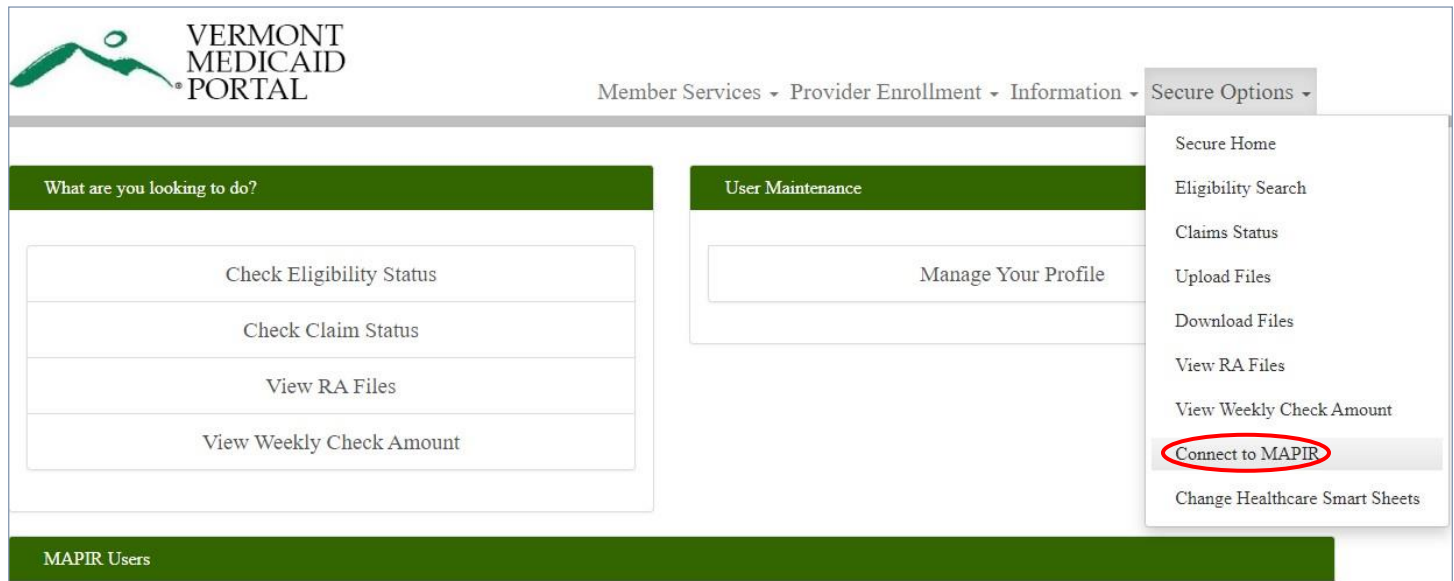 VERMONT
MEDICAID
PORTAL
Member Services Provider Enrollment Information Secure Options
Secure Home
Eligibility Search
Claims Status
Upload Files
Download Files
View RA Files
View Weekly Check Amount
Connect to MAPIR
Change Healthcare Smart Sheets
What are you looking to do?
Check Eligibility Status
Check Claim Status
View RA Files
View Weekly Check Amount
User Maintenance
Manage Your Profile
MAPIR Users